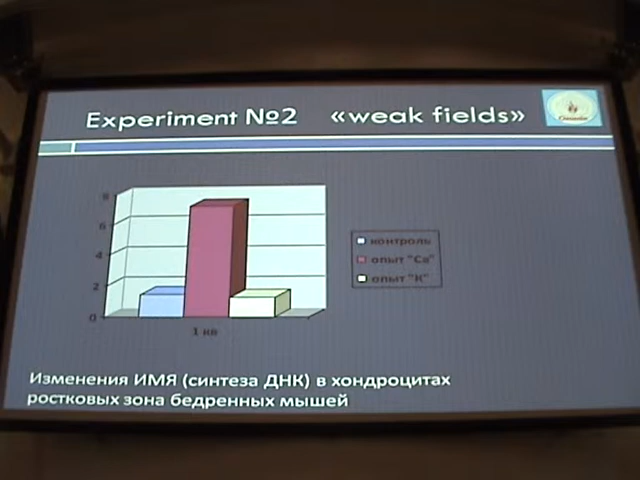 Experiment №2 «weak fields»
8
6
4
2
0
1 кв
контроль
опыт "Ca"
опыт "К"
Изменения ИМЯ (синтеза ДНК) в хондроцитах
ростковых зона бедренных мышей